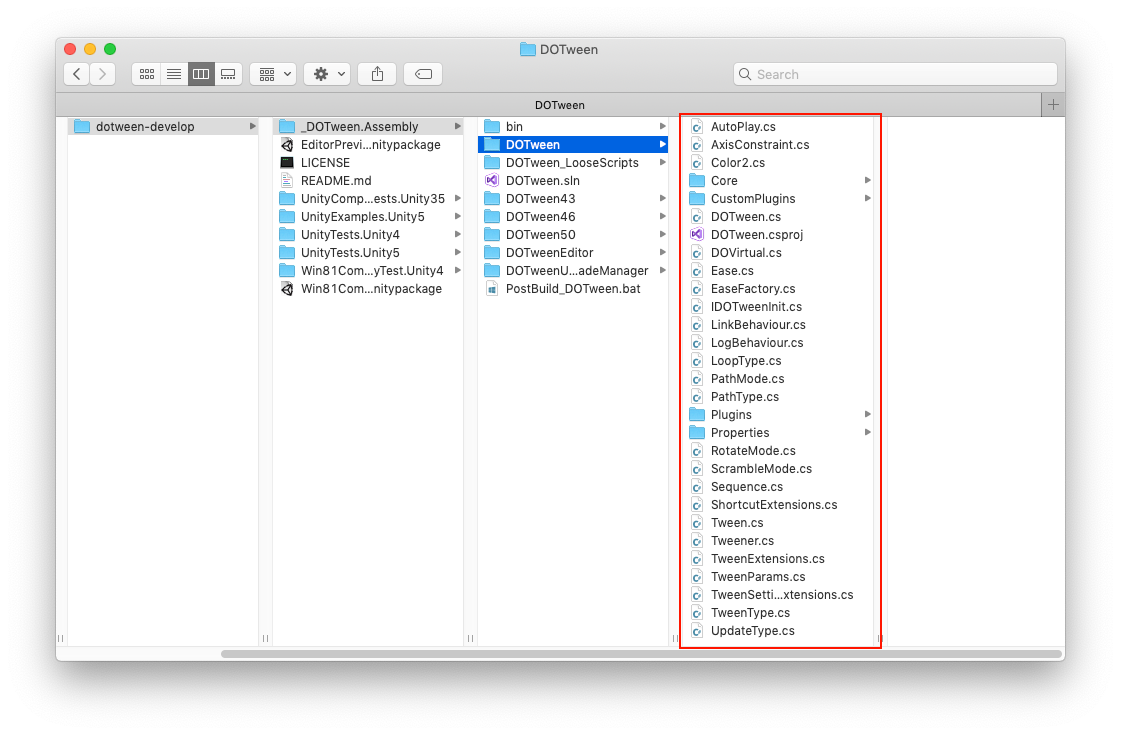 DOTween
Search
DOTween
dotween-develop
_DOTween.Assembly
EditorPrevi...nitypackage
LICENSE
README.md
UnityComp...ests.Unity35
UnityExamples.Unity5
UnityTests.Unity4
UnityTests.Unity5
Win81Com...yTest.Unity4
Win81Com...nitypackage
bin
DOTween
DOTween_LooseScripts
DOTween.sln
DOTween43
DOTween46
DOTween50
DOTweenEditor
DOTweenU...adeManager
PostBuild_DOTween.bat
AutoPlay.cs
AxisConstraint.cs
Color2.cs
Core
CustomPlugins
DOTween.cs
DOTween.csproj
DOVirtual.cs
Ease.cs
EaseFactory.cs
IDOTweenInit.cs
LinkBehaviour.cs
LogBehaviour.cs
LoopType.cs
PathMode.cs
PathType.cs
Plugins
Properties
RotateMode.cs
ScrambleMode.cs
Sequence.cs
ShortcutExtensions.cs
Tween.cs
Tweener.cs
TweenExtensions.cs
TweenParams.cs
TweenSetti...xtensions.cs
TweenType.cs
UpdateType.cs